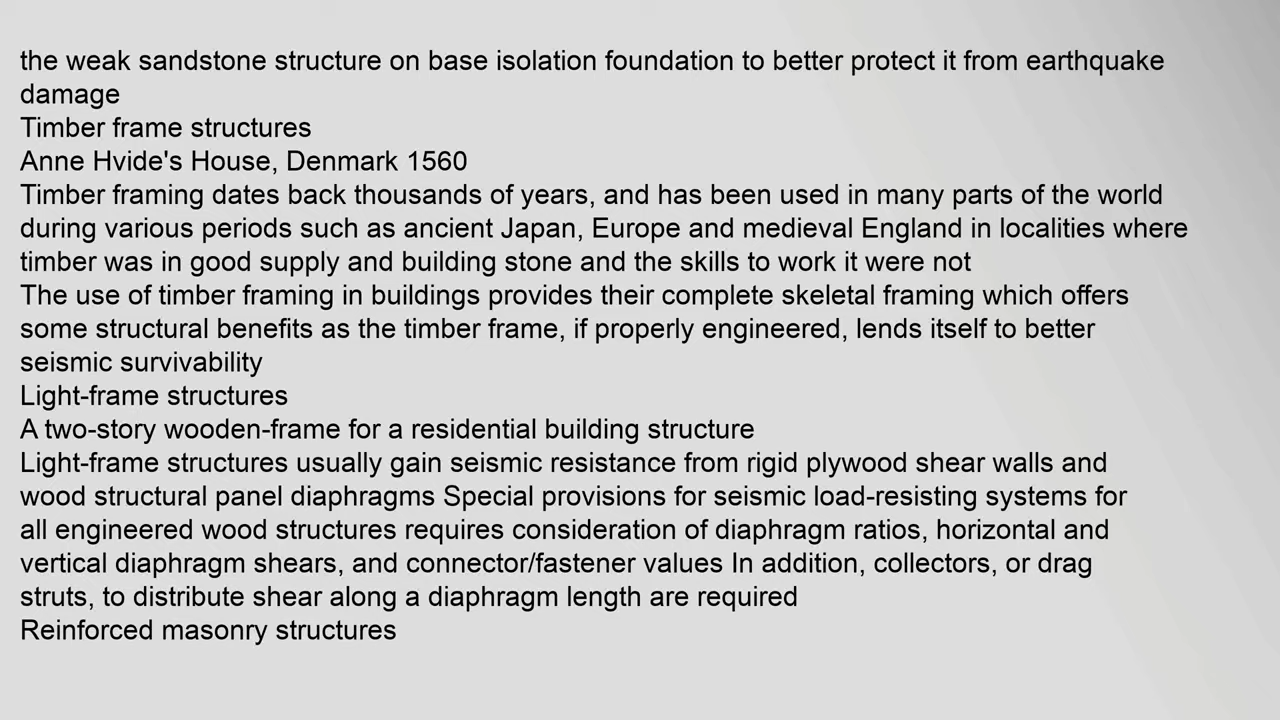 the weak sandstone structure on base isolation foundation to better protect it from earthquake
damage
Timber frame structures
Anne Hvide's House, Denmark 1560
Timber framing dates back thousands of years, and has been used in many parts of the world
during various periods such as ancient Japan, Europe and medieval England in localities where
timber was in good supply and building stone and the skills to work it were not
The use of timber framing in buildings provides their complete skeletal framing which offers
some structural benefits as the timber frame, if properly engineered, lends itself to better
seismic survivability
Light-frame structures
A two-story wooden-frame for a residential building structure
Light-frame structures usually gain seismic resistance from rigid plywood shear walls and
wood structural panel diaphragms Special provisions for seismic load-resisting systems for
all engineered wood structures requires consideration of diaphragm ratios, horizontal and
vertical diaphragm shears, and connector/fastener values In addition, collectors, or drag
struts, to distribute shear along a diaphragm length are required
Reinforced masonry structures